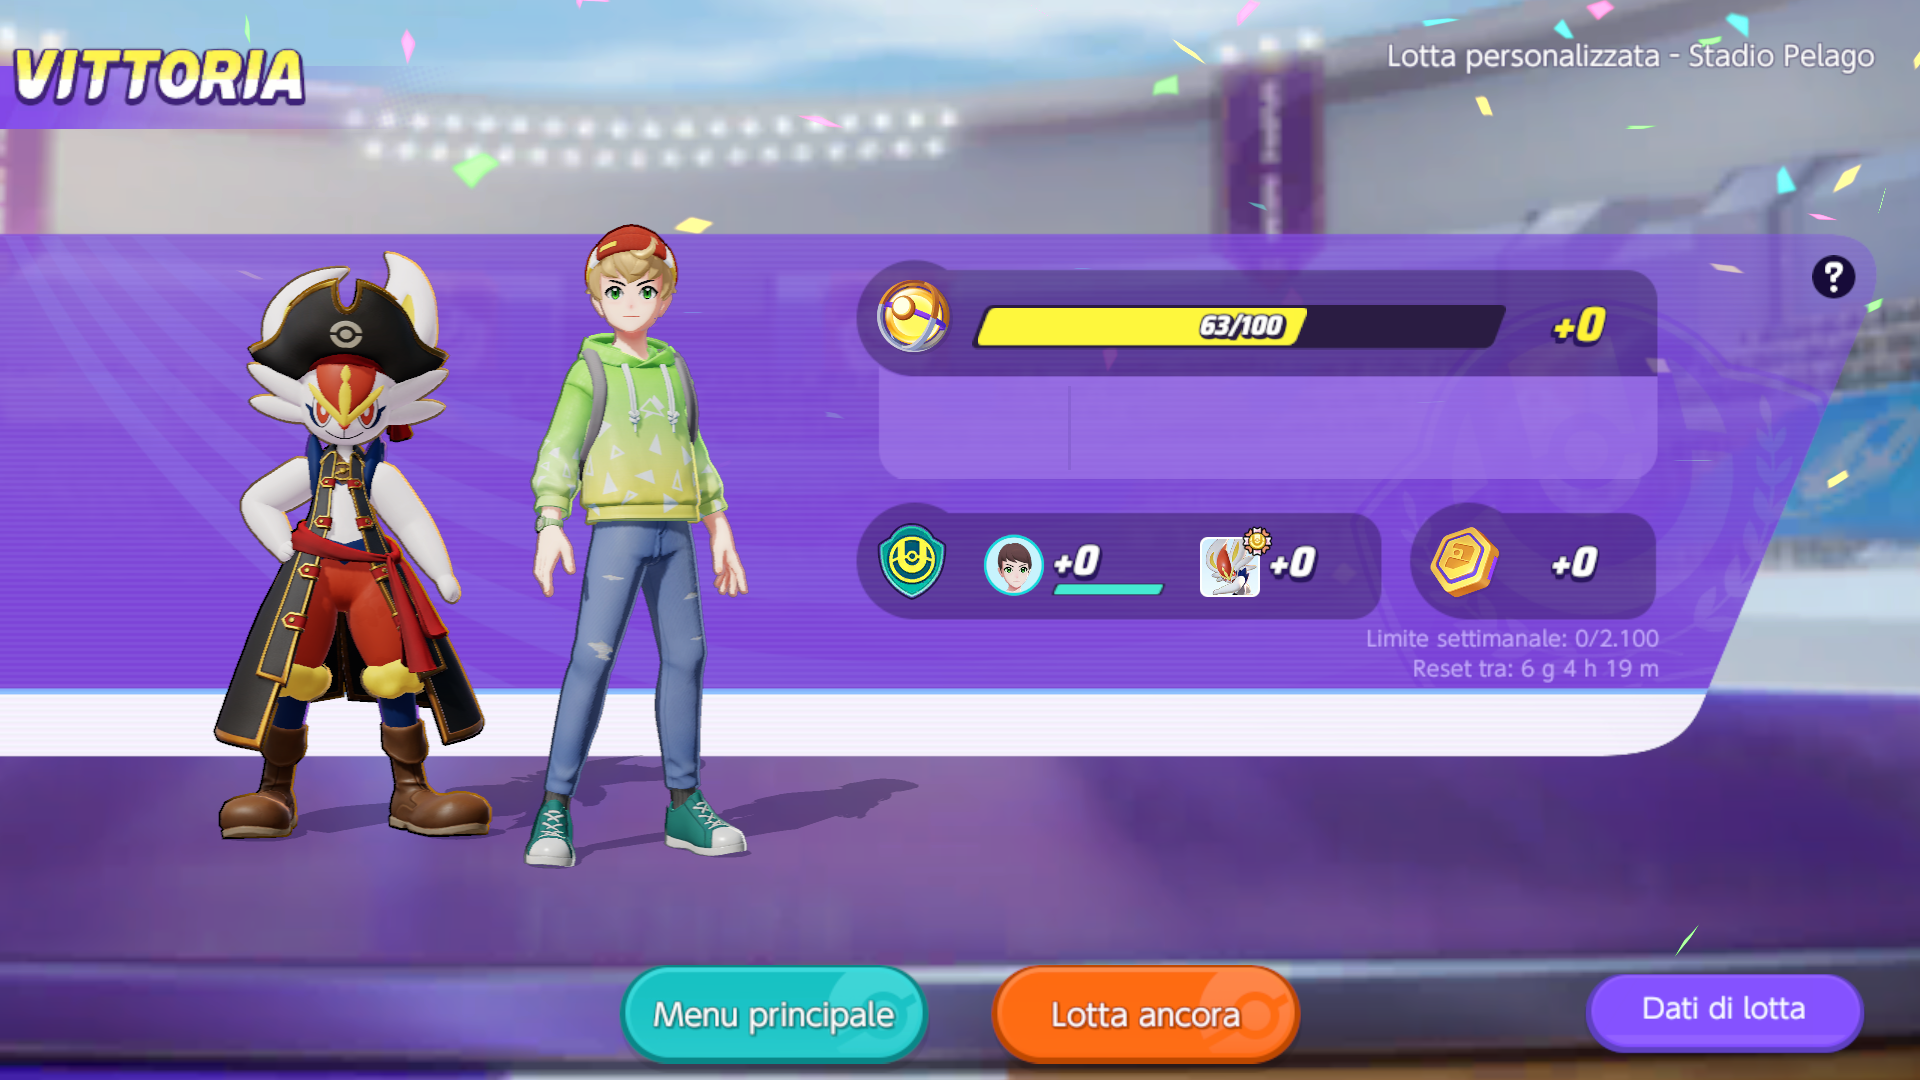 VITTORIA
Lotta personalizzata - Stadio Pelago
?
63/100
+0
+0
+0
+0
Limite settimanale: 0/2.100
Reset tra: 6 g 4 h 19 m
Menu principale
Lotta ancora
Dati di lotta